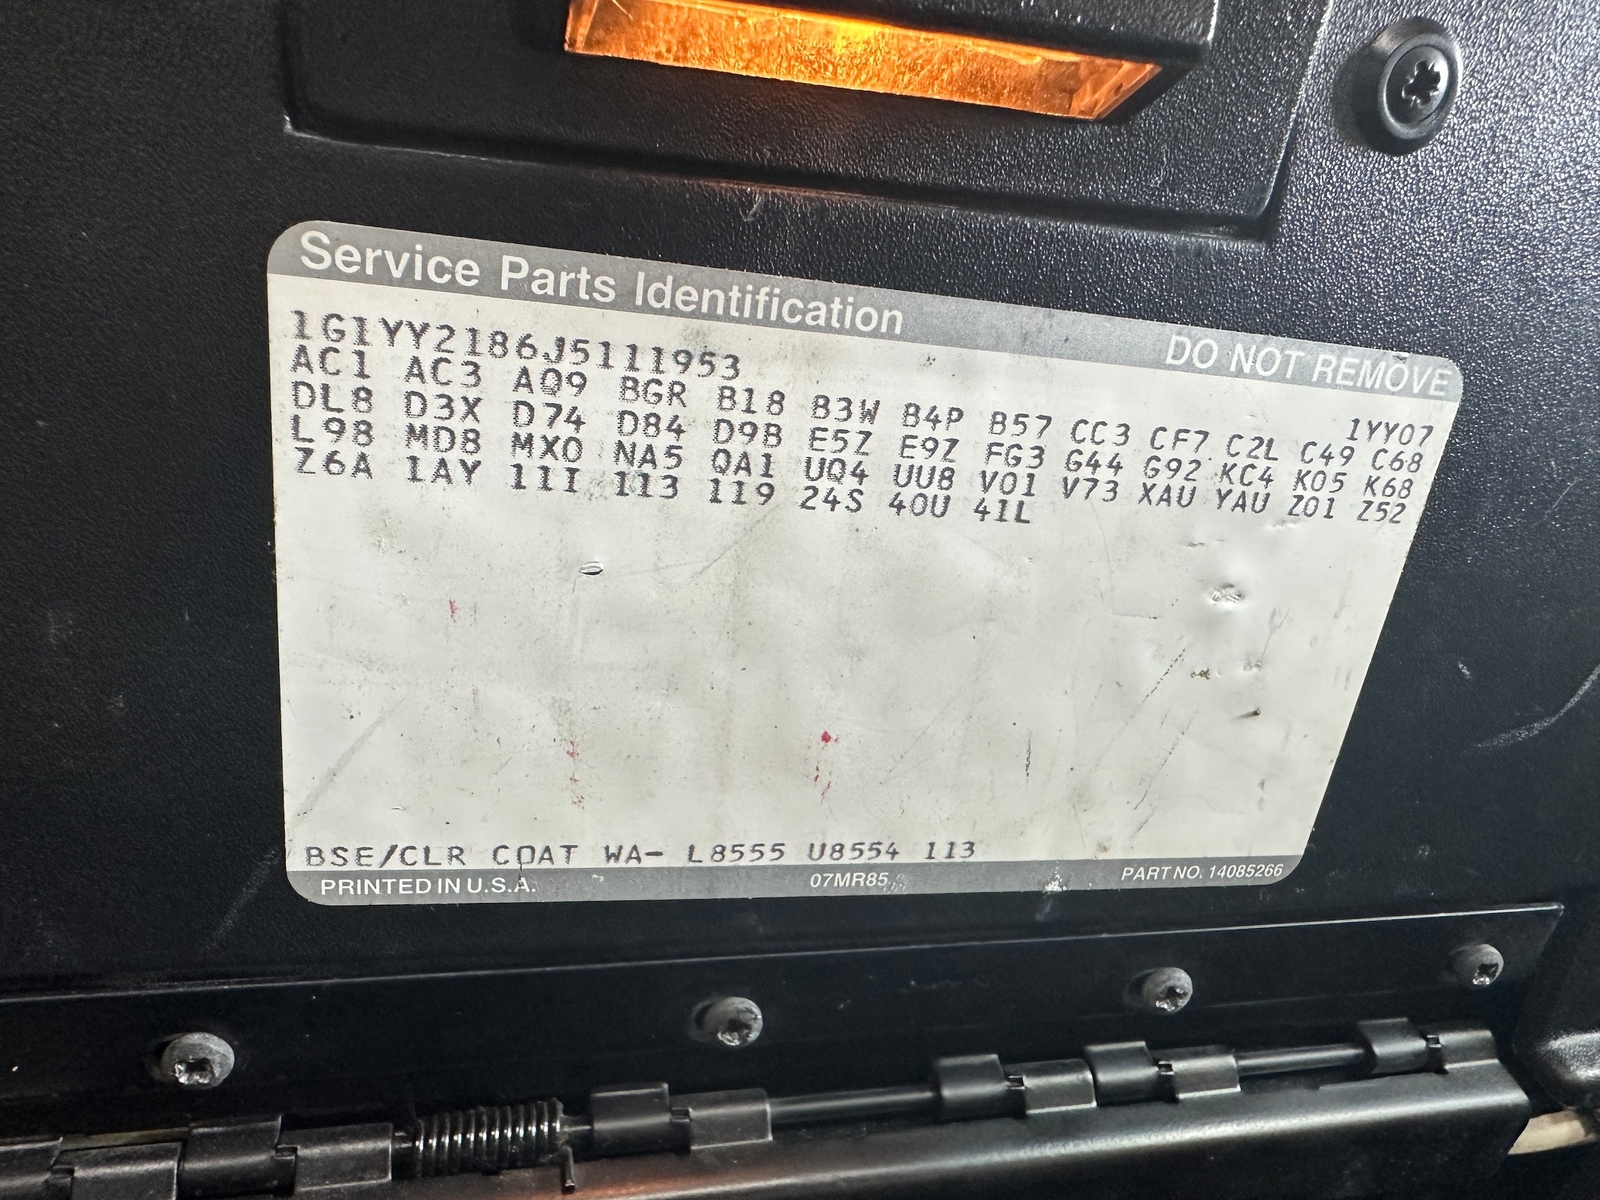 Service Parts Identification DO NOT REMOVE
1G1YY2186J5111953 1YY07
AC1 AC3 AQ9 BGR B18 B3W B4P B57 CC3 CF7 C2L C49 C68
DL8 D3X D74 D84 D98 E5Z E9Z FG3 G44 G92 KC4 K05 K68
L98 MD8 MX0 NA5 QA1 UQ4 UU8 V01 V73 XAU YAU Z01 Z52
Z6A 1AY 11I 113 119 24S 40U 41L
BSE/CLR COAT WA- L8555 U8554 113
PRINTED IN U.S.A. 07MR85 PART NO. 14085266